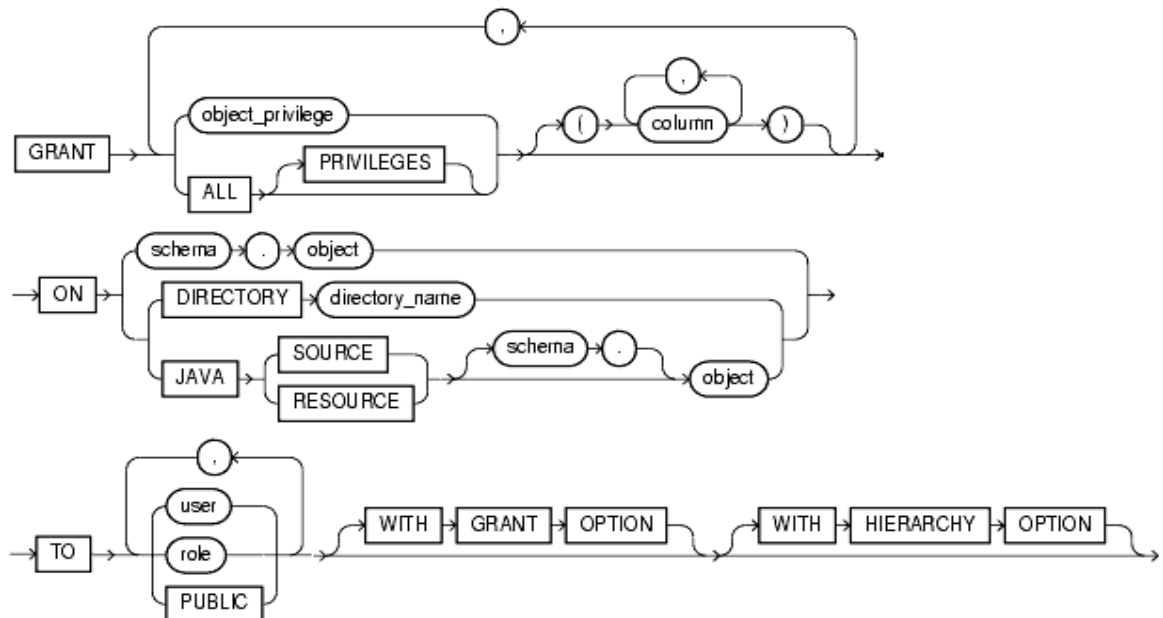 ,
,
object_privilege ( column )
GRANT
PRIVILEGES
ALL
schema . object
ON DIRECTORY directory_name
SOURCE schema .
JAVA object
RESOURCE
,
user
WITH GRANT OPTION WITH HIERARCHY OPTION
TO role
PUBLIC